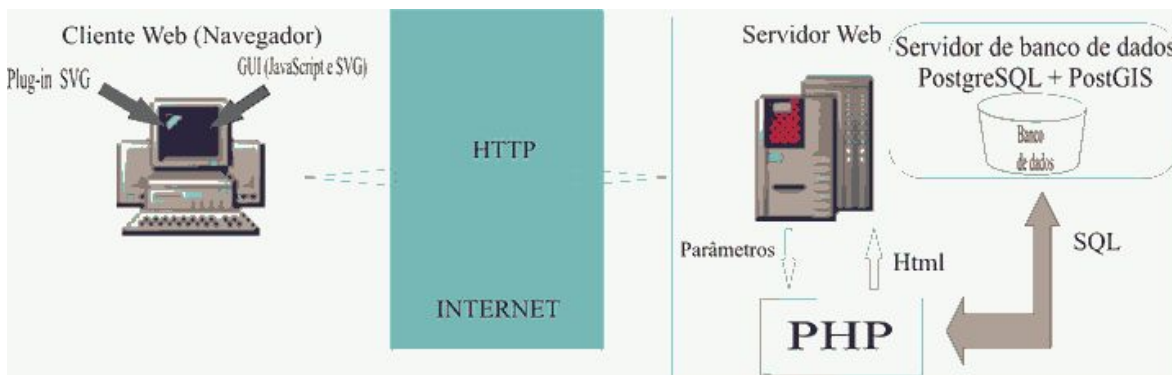 Cliente Web (Navegador)
GUI (JavaScript e SVG)
Plug-in SVG
HTTP
INTERNET
Servidor Web
Servidor de banco de dados
PostgreSQL + PostGIS
Banco
de dados
Parâmetros
Html
SQL
PHP